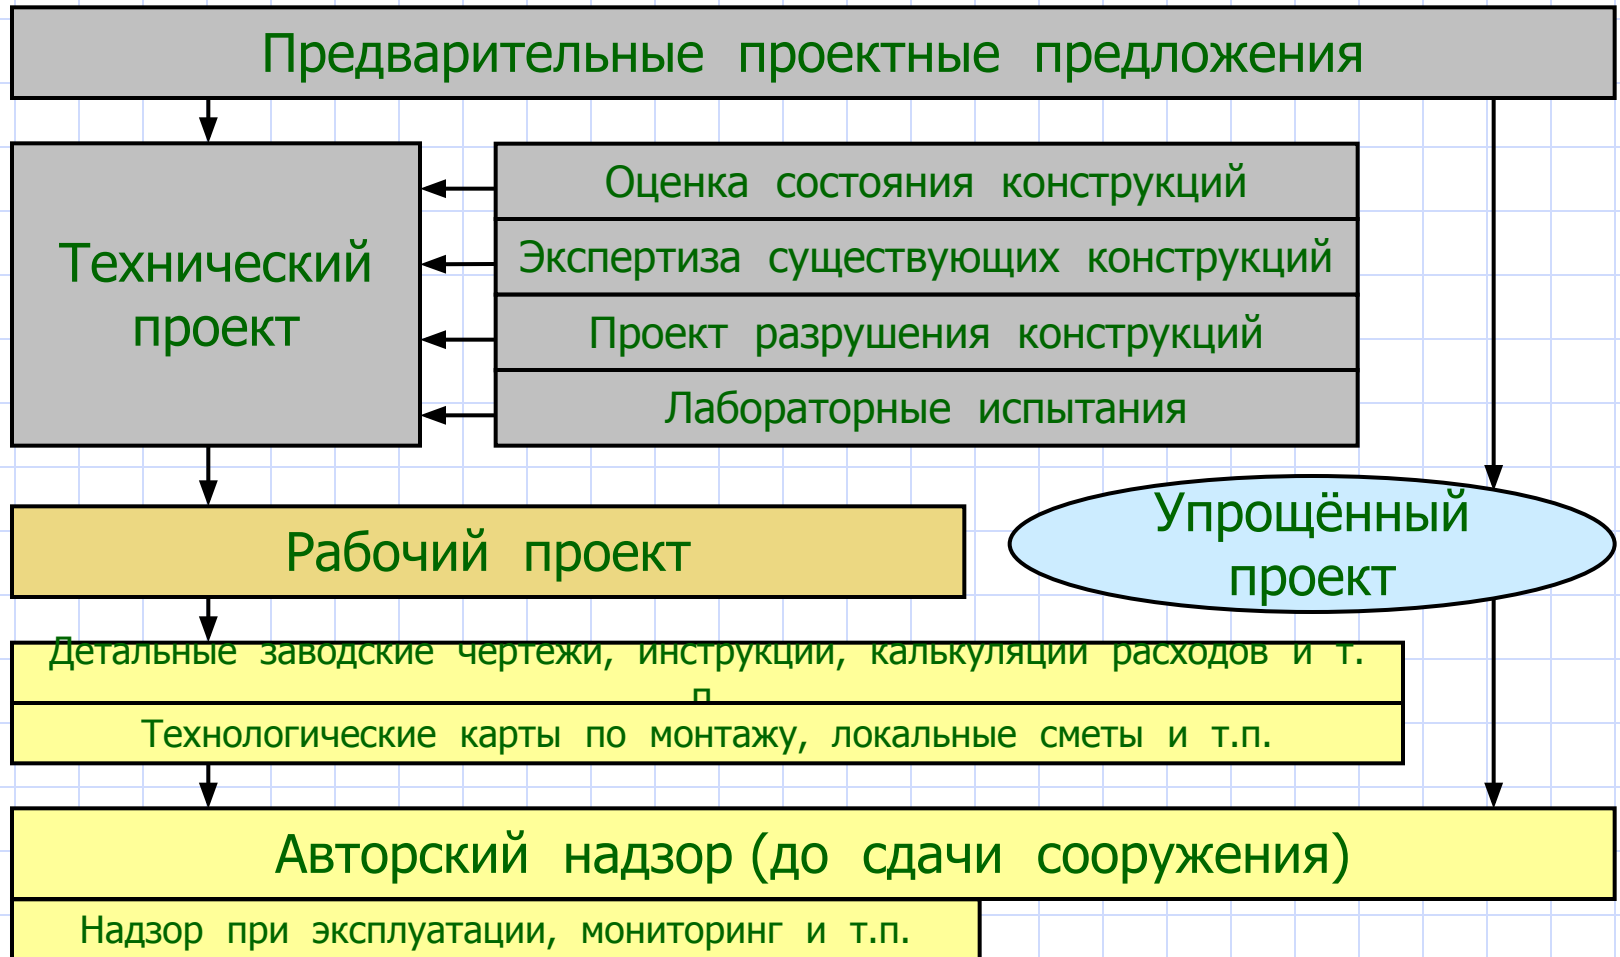 Предварительные проектные предложения
Технический
проект
Оценка состояния конструкций
Экспертиза существующих конструкций
Проект разрушения конструкций
Лабораторные испытания
Рабочий проект
Упрощённый
проект
Детальные заводские чертежи, инструкции, калькуляции расходов и т.
п.
Технологические карты по монтажу, локальные сметы и т.п.
Авторский надзор (до сдачи сооружения)
Надзор при эксплуатации, мониторинг и т.п.